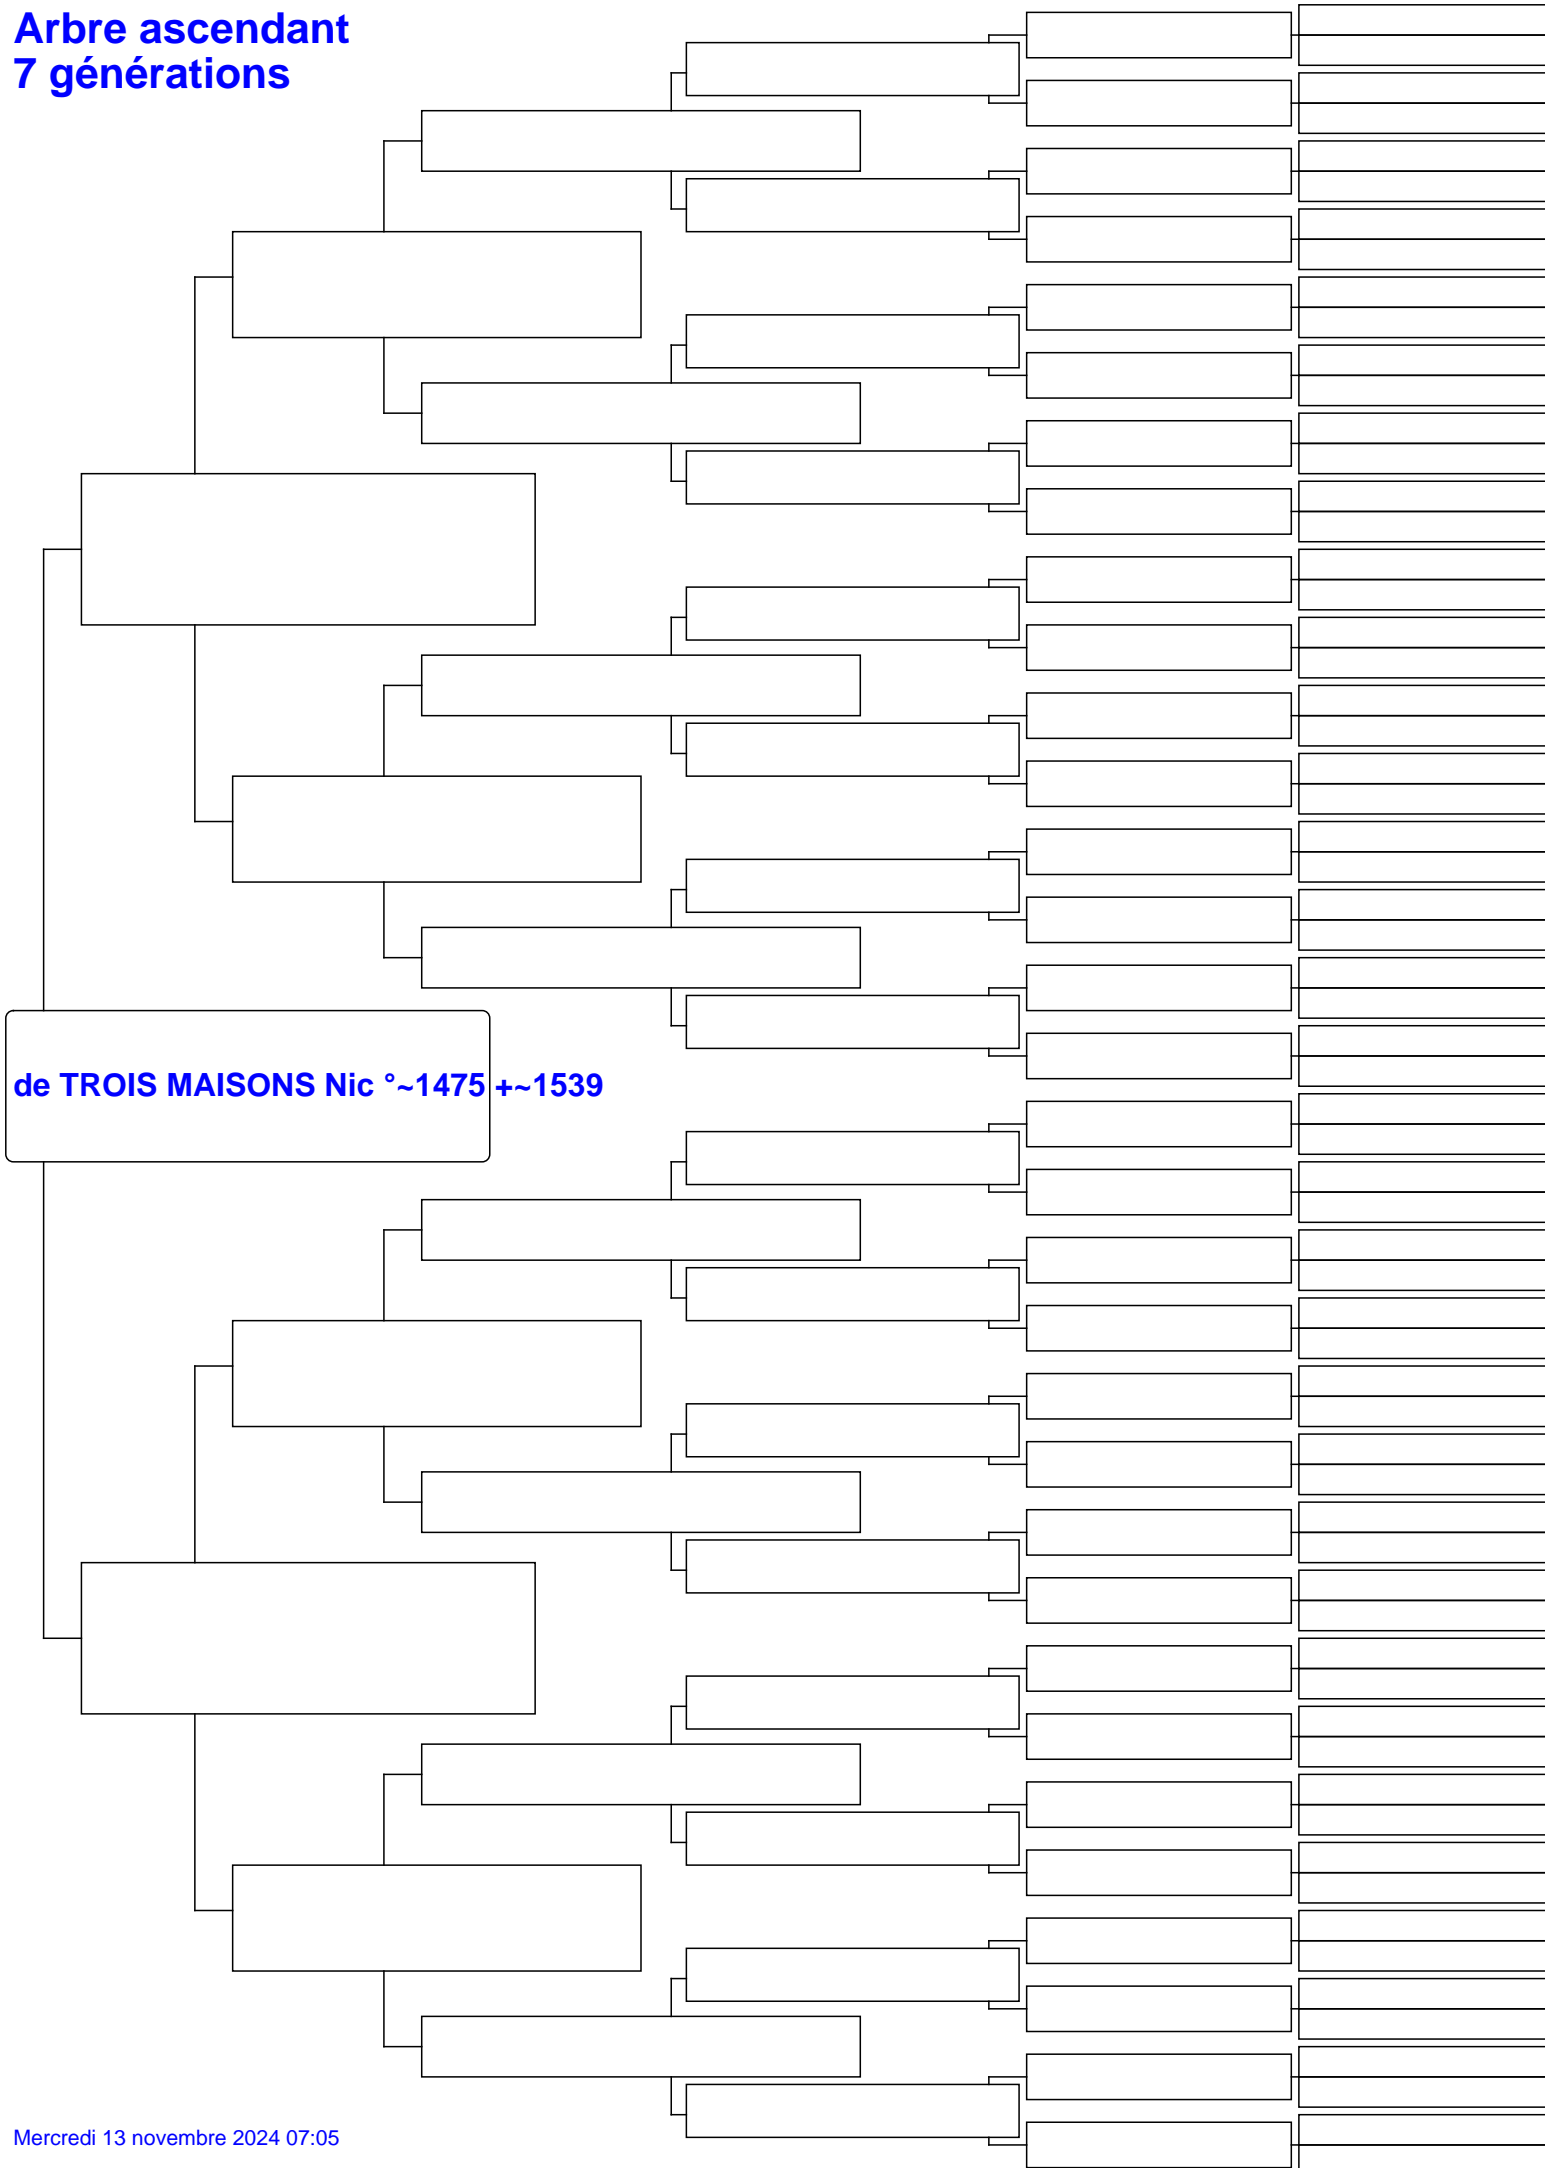 Arbre ascendant
7 générations
de TROIS MAISONS Nic °~1475 +~1539
Mercredi 13 novembre 2024 07:05